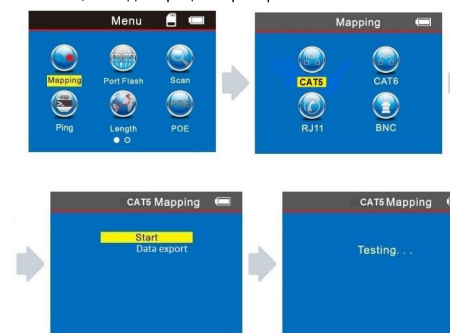 Menu
Mapping
Port Flash
Scan
Ping
Length
POE
Mapping
CAT5
CAT6
RJ11
BNC
CAT5 Mapping
Start
Data export
CAT5 Mapping
Testing. . .